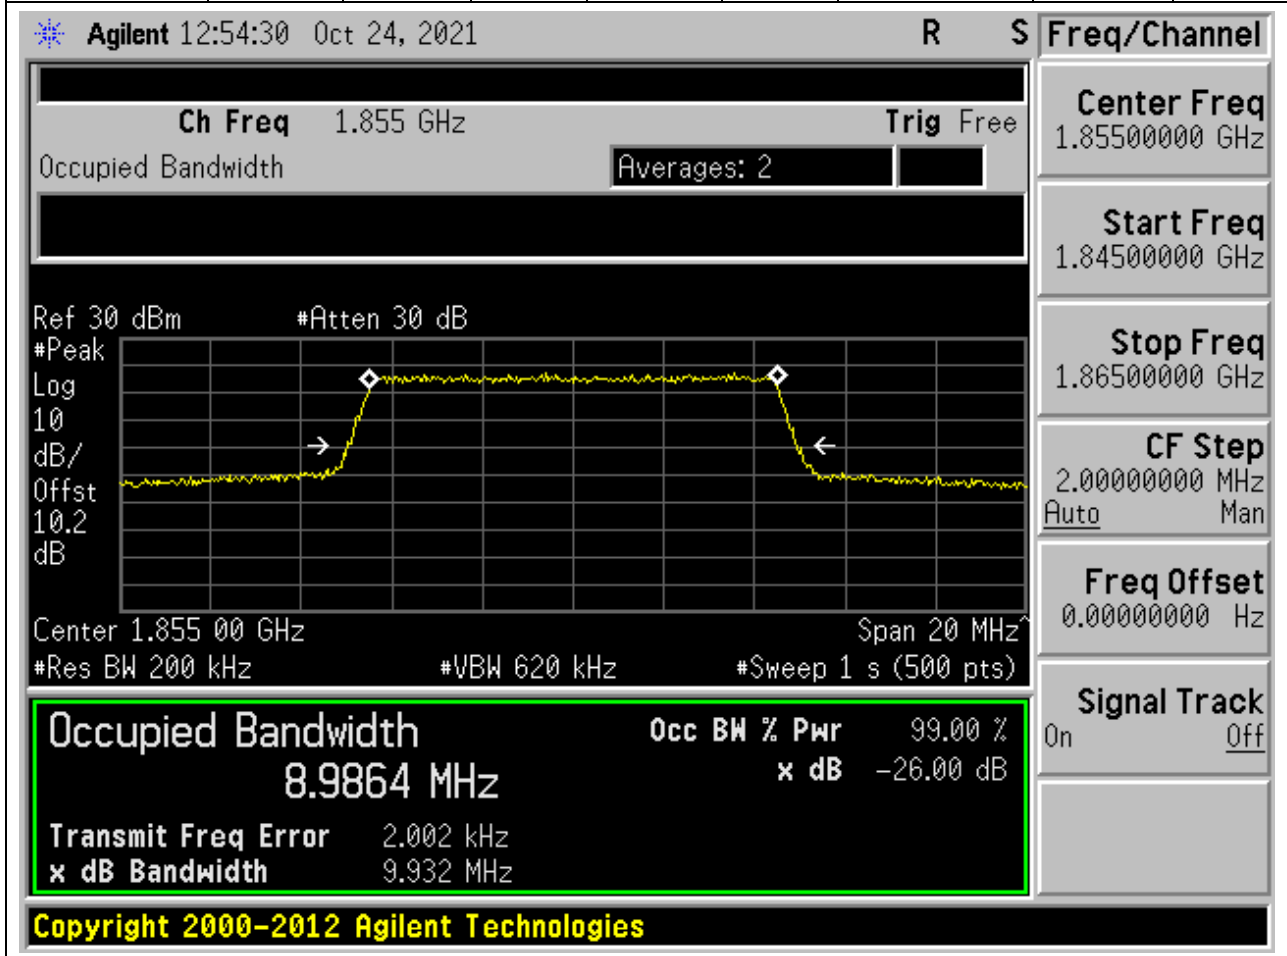 Agilent 12:54:30 Oct 24, 2021 R S
Freq/Channel
Ch Freq 1.855 GHz Trig Free
Occupied Bandwidth Averages: 2
Center Freq
1.85500000 GHz
Start Freq
1.84500000 GHz
Stop Freq
1.86500000 GHz
CF Step
2.00000000 MHz
Auto Man
Freq Offset
0.00000000 Hz
Signal Track
On Off
Ref 30 dBm #Atten 30 dB
#Peak
Log
10
dB/
Offst
10.2
dB
Center 1.855 00 GHz Span 20 MHz^
#Res BW 200 kHz #VBW 620 kHz #Sweep 1 s (500 pts)
Occupied Bandwidth
8.9864 MHz
Occ BW % Pwr 99.00 %
x dB -26.00 dB
Transmit Freq Error 2.002 kHz
x dB Bandwidth 9.932 MHz
Copyright 2000-2012 Agilent Technologies